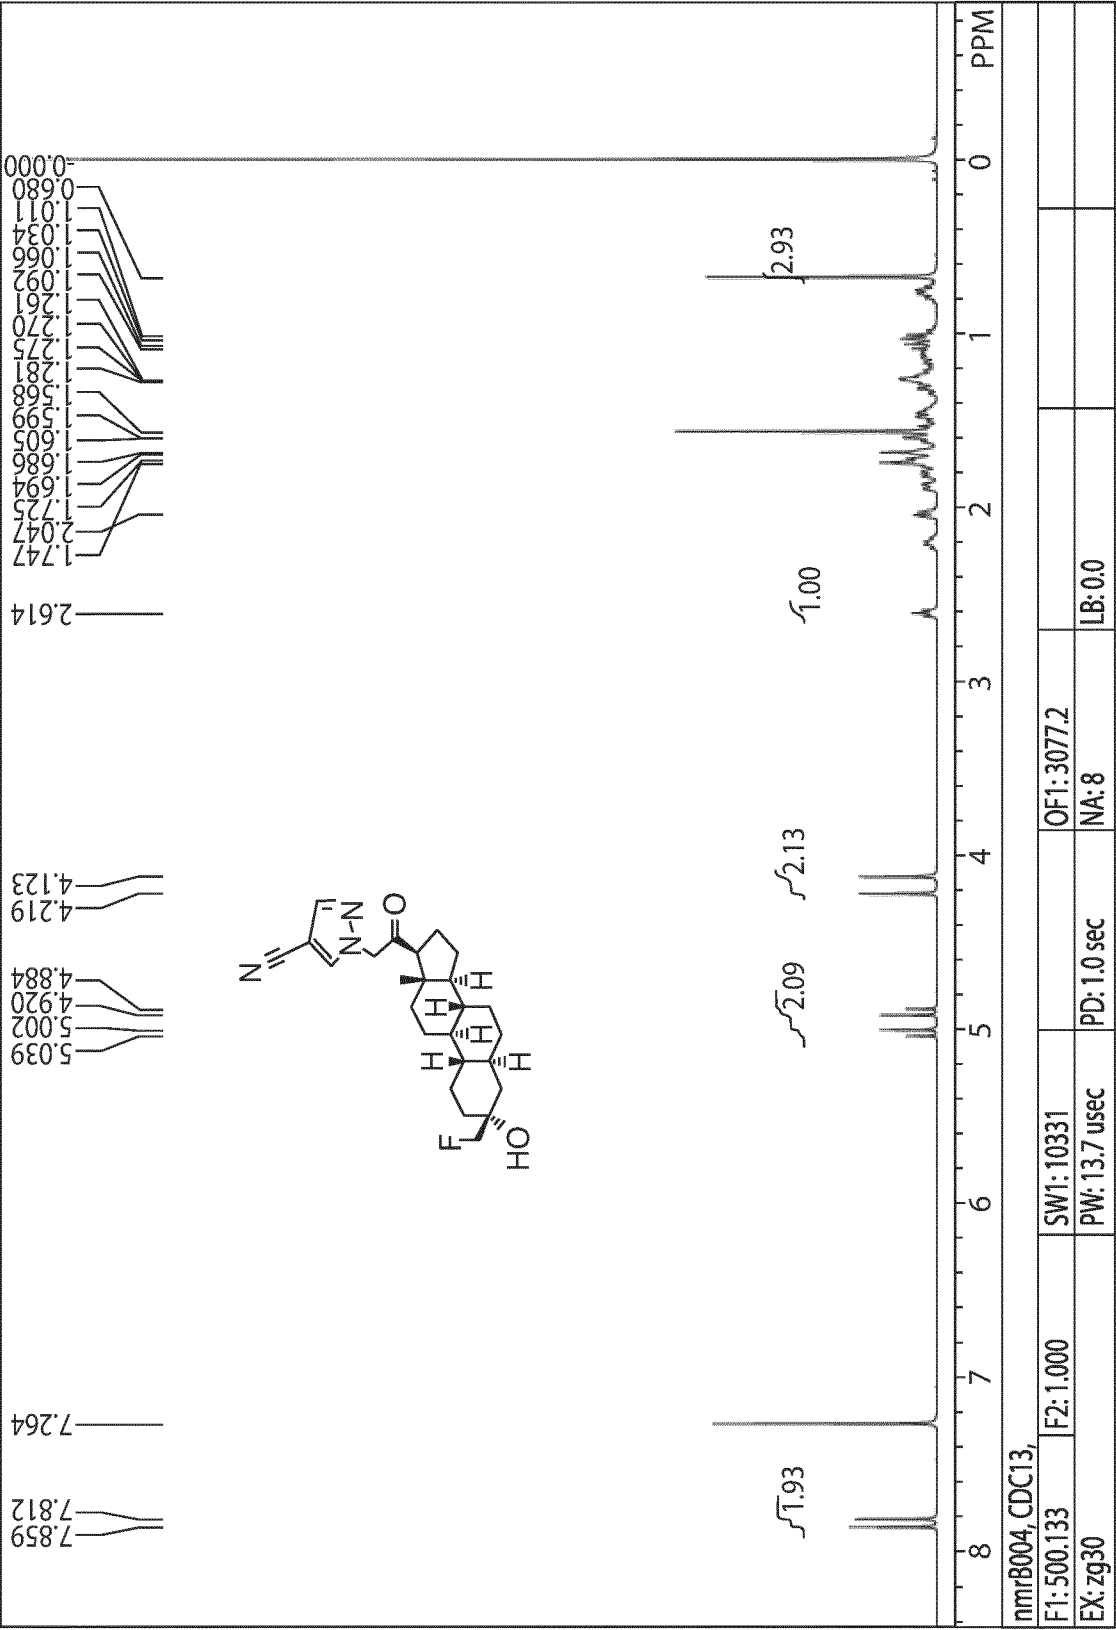 7.859
7.812
7.264
5.039
5.002
4.920
4.884
4.219
4.123
2.614
1.747
2.047
1.725
1.694
1.686
1.605
1.599
1.568
1.281
1.275
1.270
1.261
1.092
1.066
1.034
1.011
0.680
-0.000
N
N
N
O
H
H
H
H
H
F
HO
1.93
2.09
2.13
1.00
2.93
8
7
6
5
4
3
2
1
0
PPM
nmrB004, CDC13,
F1: 500.133
F2: 1.000
SW1: 10331
OF1: 3077.2
EX: zg30
PW: 13.7 usec
PD: 1.0 sec
NA: 8
LB: 0.0